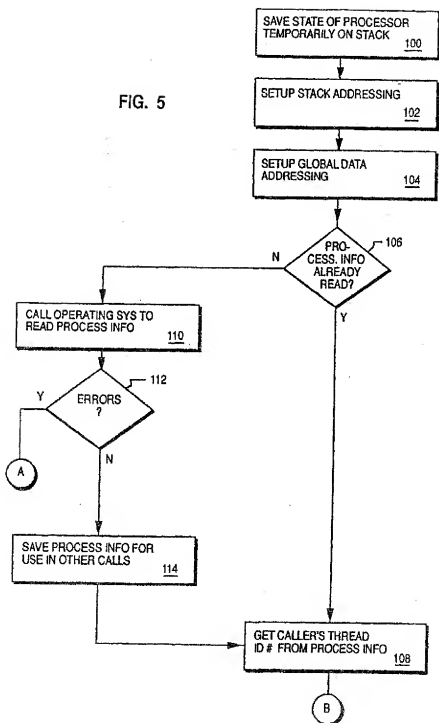 SAVE STATE OF PROCESSOR
TEMPORARILY ON STACK
100
FIG. 5
SETUP STACK ADDRESSING
102
SETUP GLOBAL DATA
ADDRESSING
104
106
PRO-
CESS. INFO
ALREADY
READ?
N
Y
CALL OPERATING SYS TO
READ PROCESS INFO
110
112
Y
ERRORS
?
A
N
SAVE PROCESS INFO FOR
USE IN OTHER CALLS
114
GET CALLER'S THREAD
ID # FROM PROCESS INFO
108
B